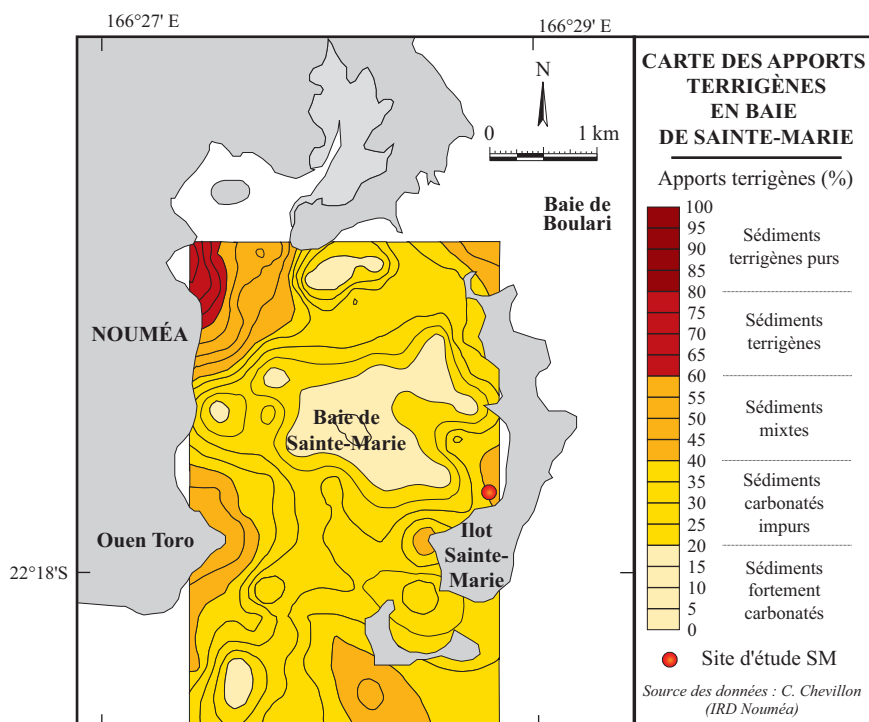 166°27' E
166°29' E
N
0 1 km
Baie de
Boulari
NOUMÉA
Baie de
Sainte-Marie
Ouen Toro
Ilot
Sainte-
Marie
22°18'S
CARTE DES APPORTS
TERRIGÈNES
EN BAIE
DE SAINTE-MARIE
Apports terrigènes (%)
100
95
90
85
80
75
70
65
60
55
50
45
40
35
30
25
20
15
10
5
0
Sédiments
terrigènes purs
Sédiments
terrigènes
Sédiments
mixtes
Sédiments
carbonatés
impurs
Sédiments
fortement
carbonatés
Site d'étude SM
Source des données : C. Chevillon
(IRD Nouméa)